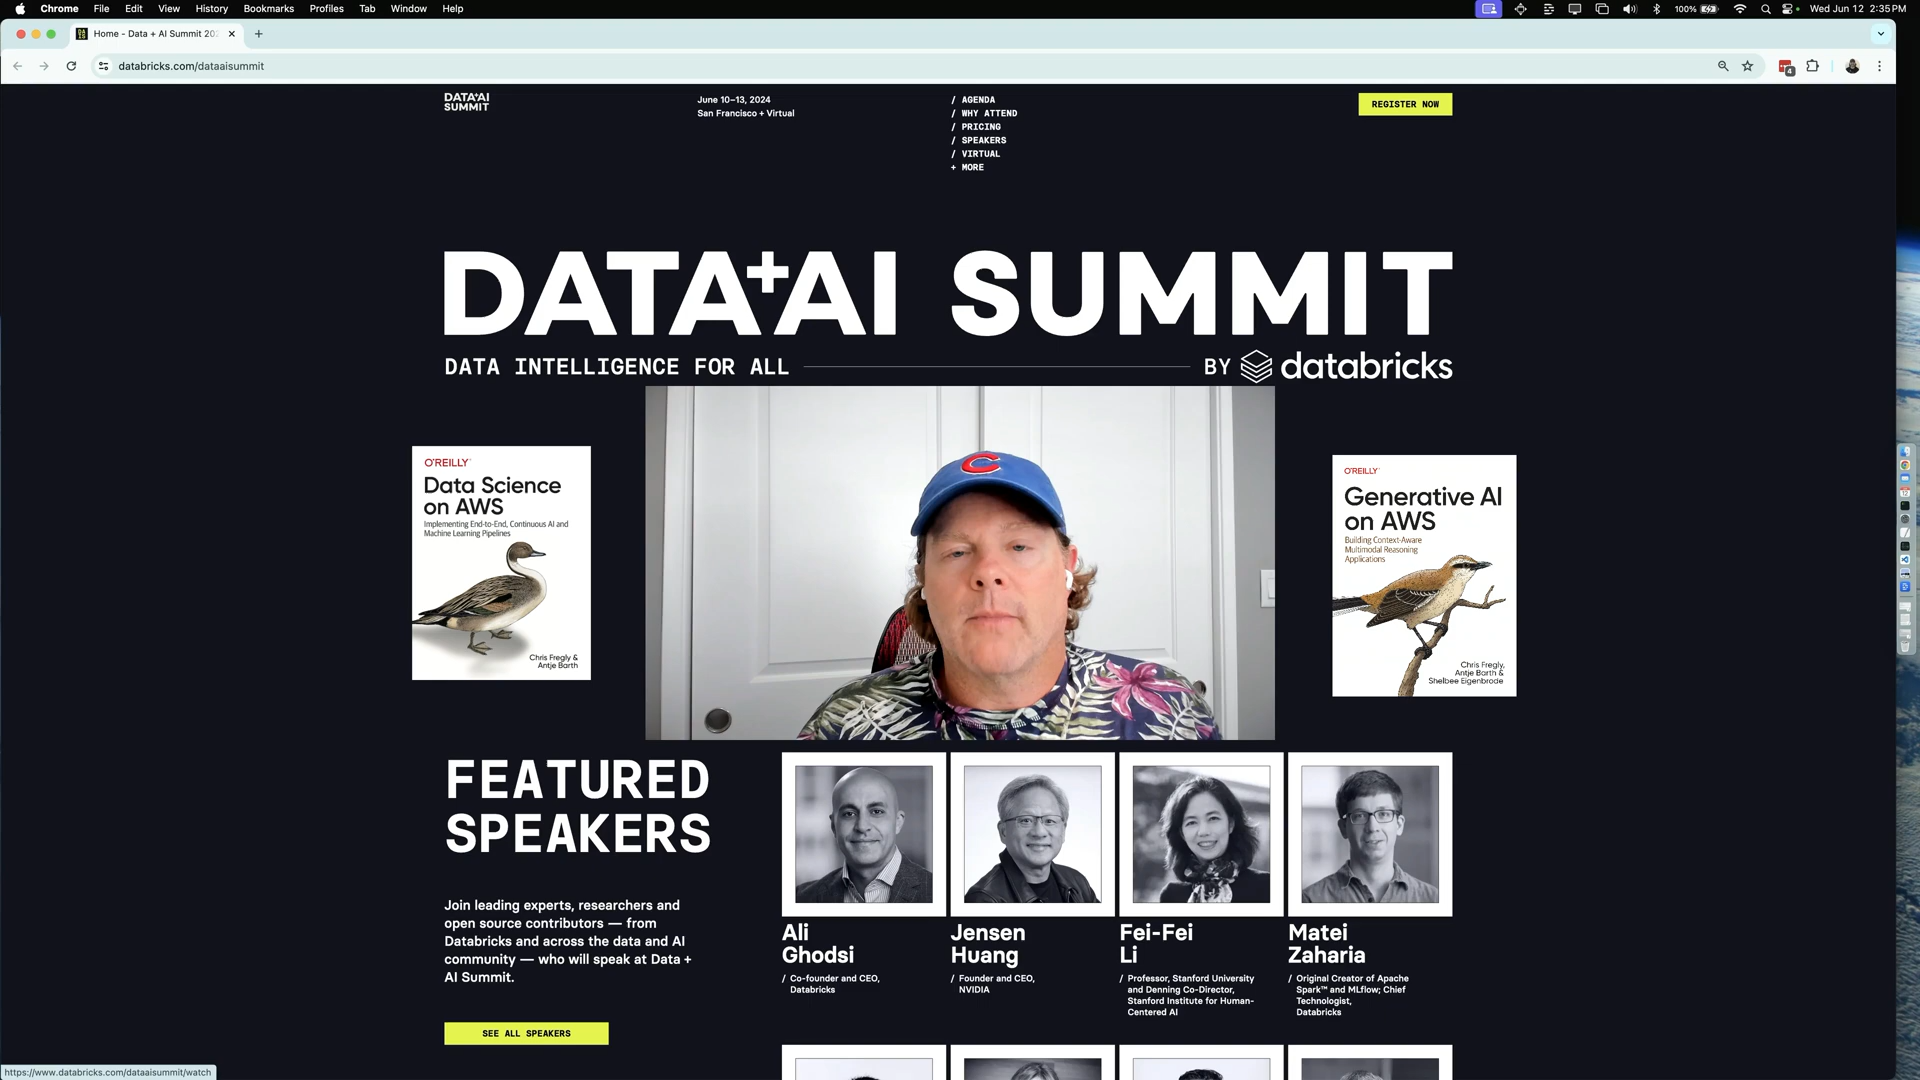 Chrome File Edit View History Bookmarks Profiles Tab Window Help
100% Wed Jun 12 2:35 PM
Home - Data + AI Summit 202
databricks.com/dataaisummit
4
DATA+AI
SUMMIT
June 10–13, 2024
San Francisco + Virtual
/ AGENDA
/ WHY ATTEND
/ PRICING
/ SPEAKERS
/ VIRTUAL
+ MORE
REGISTER NOW
DATA+AI SUMMIT
DATA INTELLIGENCE FOR ALL
BY databricks
O'REILLY
Data Science
on AWS
Implementing End-to-End, Continuous AI and
Machine Learning Pipelines
Chris Fregly &
Antje Barth
C
O'REILLY
Generative AI
on AWS
Building Context-Aware
Multimodal Reasoning
Applications
Chris Fregly,
Antje Barth &
Shelbee Eigenbrode
FEATURED
SPEAKERS
Join leading experts, researchers and
open source contributors — from
Databricks and across the data and AI
community — who will speak at Data +
AI Summit.
SEE ALL SPEAKERS
Ali
Ghodsi
/ Co-founder and CEO,
Databricks
Jensen
Huang
/ Founder and CEO,
NVIDIA
Fei-Fei
Li
/ Professor, Stanford University
and Denning Co-Director,
Stanford Institute for Human-
Centered AI
Matei
Zaharia
/ Original Creator of Apache
Spark™ and MLflow; Chief
Technologist,
Databricks
https://www.databricks.com/dataaisummit/watch